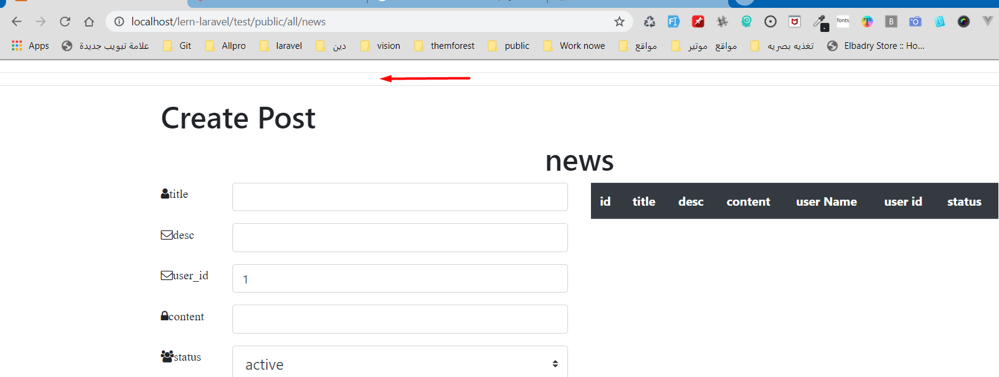 localhost/lern-laravel/test/public/all/news
Apps علامة تبويب جديدة Git Allpro laravel دين vision themforest public Work nowe مواقع مواقع موتير تغذيه بصريه Elbadry Store :: Ho...
fonts
B
Create Post
news
title
id title desc content user Name user id status
desc
user_id 1
content
status active